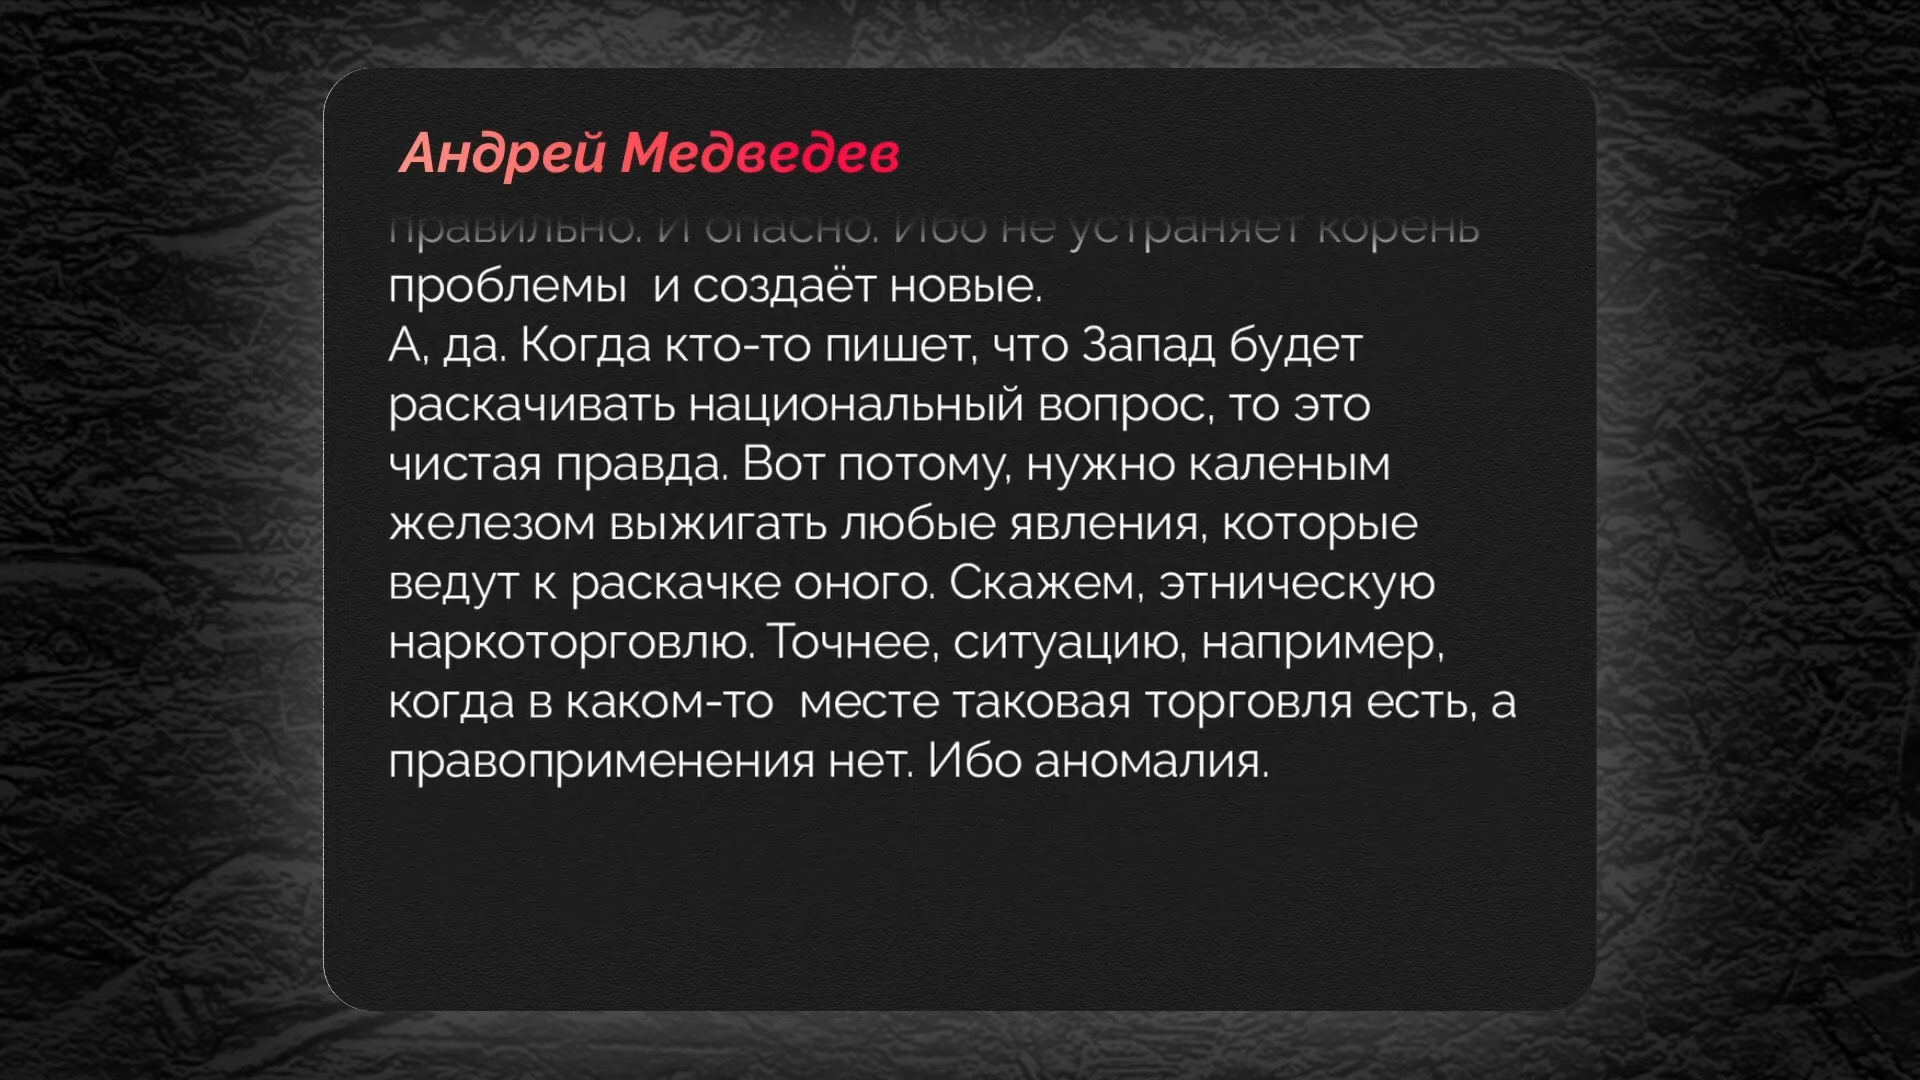 Андрей Медведев
правильно. И опасно. Ибо не устраняет корень
проблемы  и создаёт новые.
А, да. Когда кто-то пишет, что Запад будет
раскачивать национальный вопрос, то это
чистая правда. Вот потому, нужно каленым
железом выжигать любые явления, которые
ведут к раскачке оного. Скажем, этническую
наркоторговлю. Точнее, ситуацию, например,
когда в каком-то  месте таковая торговля есть, а
правоприменения нет. Ибо аномалия.